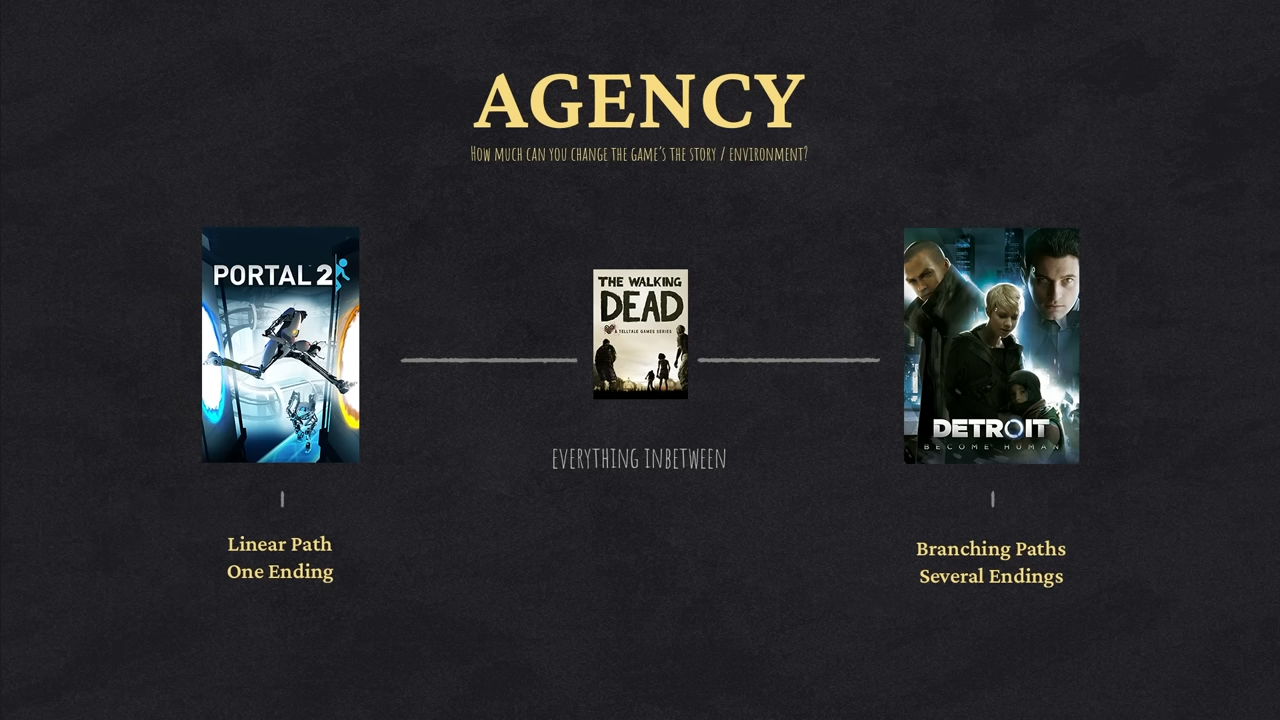 AGENCY
HOW MUCH CAN YOU CHANGE THE GAME'S THE STORY / ENVIRONMENT?
PORTAL 2
THE WALKING
DEAD
A TELLTALE GAMES SERIES
DETROIT
BECOME HUMAN
EVERYTHING INBETWEEN
Linear Path
One Ending
Branching Paths
Several Endings